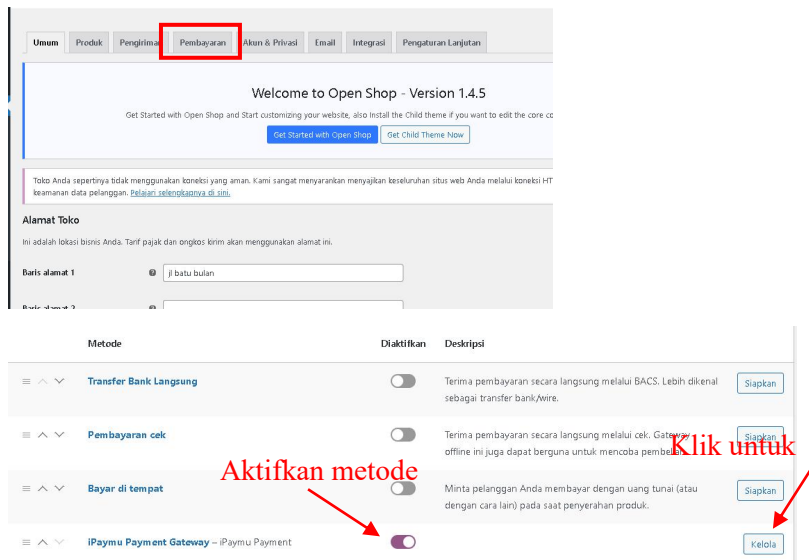 Umum Produk Pengiriman Pembayaran Akun & Privasi Email Integrasi Pengaturan Lanjutan
Welcome to Open Shop - Version 1.4.5
Get Started with Open Shop and Start customizing your website, also Install the Child theme if you want to edit the core co
Get Started with Open Shop Get Child Theme Now
Toko Anda sepertinya tidak menggunakan koneksi yang aman. Kami sangat menyarankan menyajikan keseluruhan situs web Anda melalui koneksi HT
keamanan data pelanggan. Pelajari selengkapnya di sini.
Alamat Toko
Ini adalah lokasi bisnis Anda. Tarif pajak dan ongkos kirim akan menggunakan alamat ini.
Baris alamat 1 jl batu bulan
Baris alamat 2
Metode Diaktifkan Deskripsi
Transfer Bank Langsung Terima pembayaran secara langsung melalui BACS. Lebih dikenal Siapkan
sebagai transfer bank/wire.
Pembayaran cek Terima pembayaran secara langsung melalui cek. Gateway Siapkan
offline ini juga dapat berguna untuk mencoba pembelian.
Klik untuk
Aktifkan metode
Bayar di tempat Minta pelanggan Anda membayar dengan uang tunai (atau Siapkan
dengan cara lain) pada saat penyerahan produk.
iPaymu Payment Gateway – iPaymu Payment Kelola